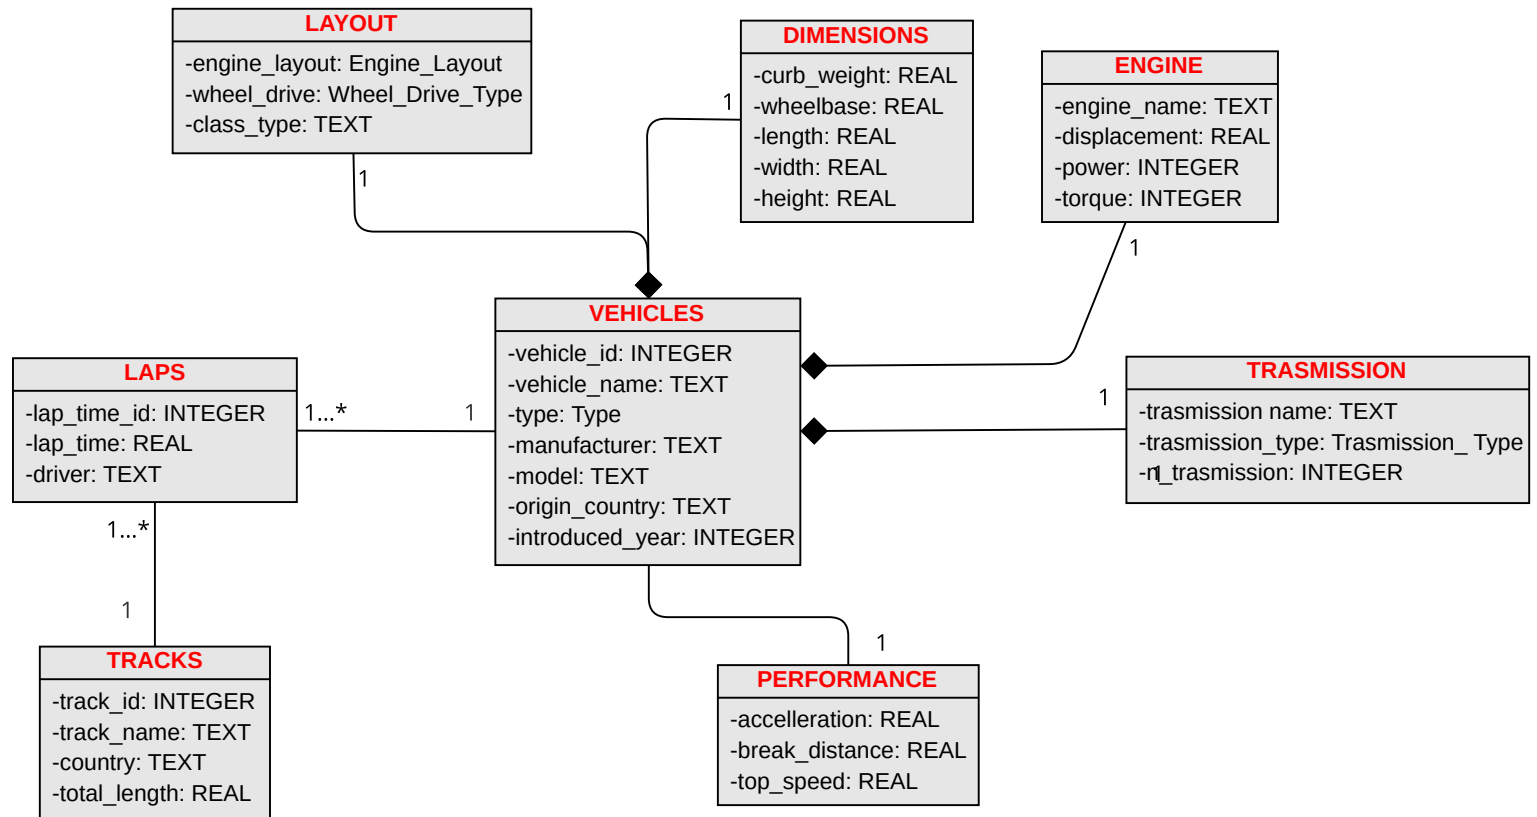 LAYOUT
-engine_layout: Engine_Layout
-wheel_drive: Wheel_Drive_Type
-class_type: TEXT
1
DIMENSIONS
-curb_weight: REAL
-wheelbase: REAL
-length: REAL
-width: REAL
-height: REAL
1
ENGINE
-engine_name: TEXT
-displacement: REAL
-power: INTEGER
-torque: INTEGER
1
VEHICLES
-vehicle_id: INTEGER
-vehicle_name: TEXT
-type: Type
-manufacturer: TEXT
-model: TEXT
-origin_country: TEXT
-introduced_year: INTEGER
LAPS
-lap_time_id: INTEGER
-lap_time: REAL
-driver: TEXT
1...*
1
TRASMISSION
-trasmission name: TEXT
-trasmission_type: Trasmission_ Type
-n_trasmission: INTEGER
1
1...*
1
TRACKS
-track_id: INTEGER
-track_name: TEXT
-country: TEXT
-total_length: REAL
1
PERFORMANCE
-accelleration: REAL
-break_distance: REAL
-top_speed: REAL